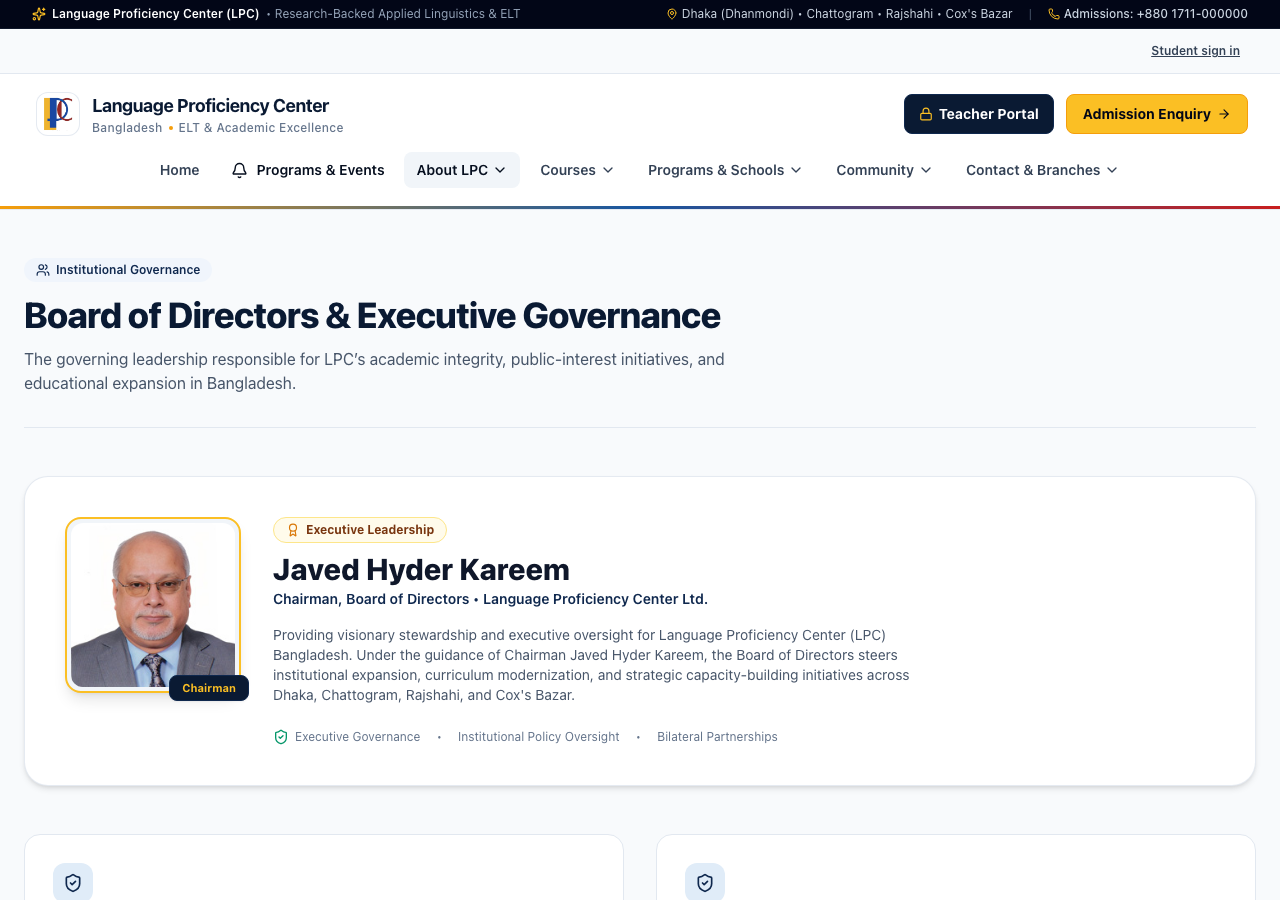 Language Proficiency Center (LPC) • Research-Backed Applied Linguistics & ELT
Dhaka (Dhanmondi) • Chattogram • Rajshahi • Cox's Bazar | Admissions: +880 1711-000000
Student sign in
Language Proficiency Center
Bangladesh • ELT & Academic Excellence
Teacher Portal
Admission Enquiry
Home
Programs & Events
About LPC
Courses
Programs & Schools
Community
Contact & Branches
Institutional Governance
Board of Directors & Executive Governance
The governing leadership responsible for LPC’s academic integrity, public-interest initiatives, and
educational expansion in Bangladesh.
Chairman
Executive Leadership
Javed Hyder Kareem
Chairman, Board of Directors • Language Proficiency Center Ltd.
Providing visionary stewardship and executive oversight for Language Proficiency Center (LPC)
Bangladesh. Under the guidance of Chairman Javed Hyder Kareem, the Board of Directors steers
institutional expansion, curriculum modernization, and strategic capacity-building initiatives across
Dhaka, Chattogram, Rajshahi, and Cox's Bazar.
Executive Governance • Institutional Policy Oversight • Bilateral Partnerships